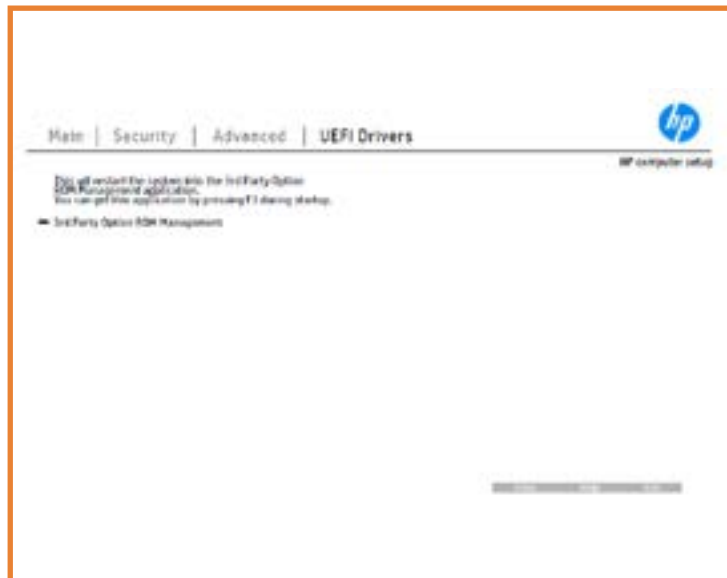 hp
Main | Security | Advanced | UEFI Drivers
HP computer setup
This will restart the system into the 3rd Party Option
ROM Management application.
You can get this application by pressing F3 during startup.
3rd Party Option ROM Management